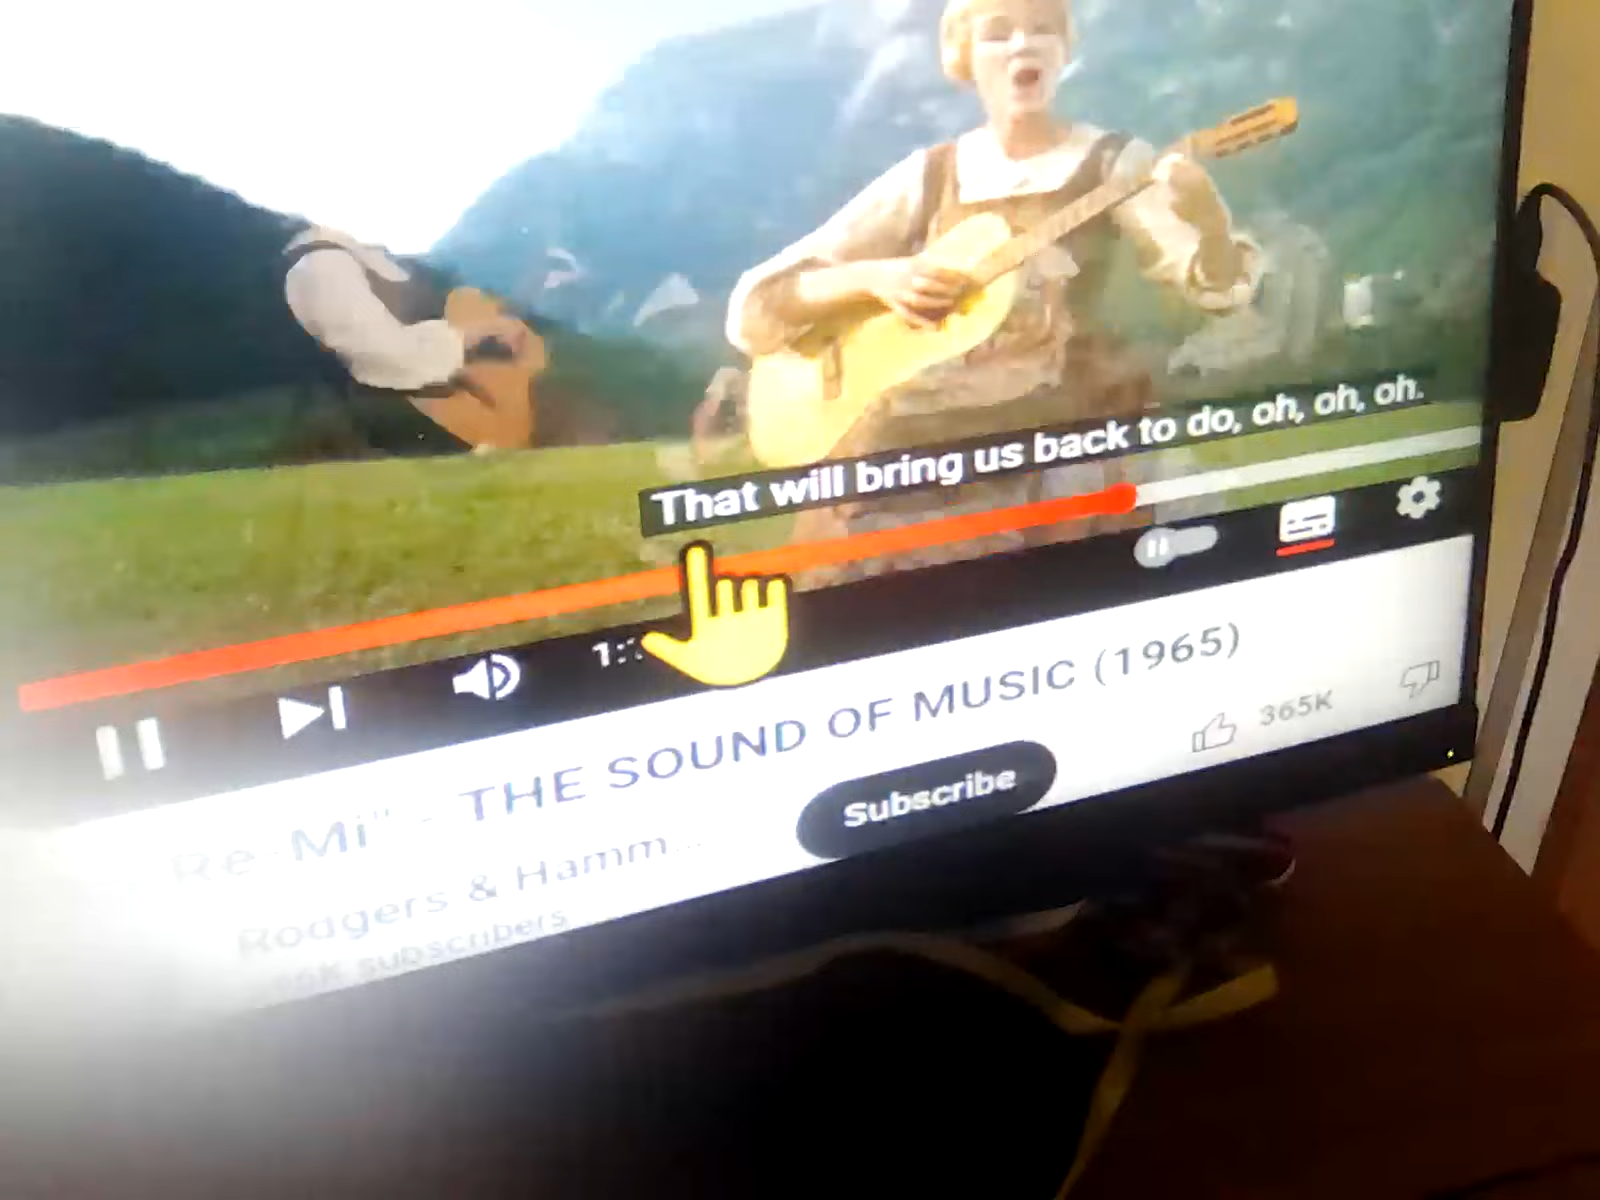 That will bring us back to do, oh, oh, oh.
Re-Mi" - THE SOUND OF MUSIC (1965)
Rodgers & Hamm...
Subscribe
365K
subscribers